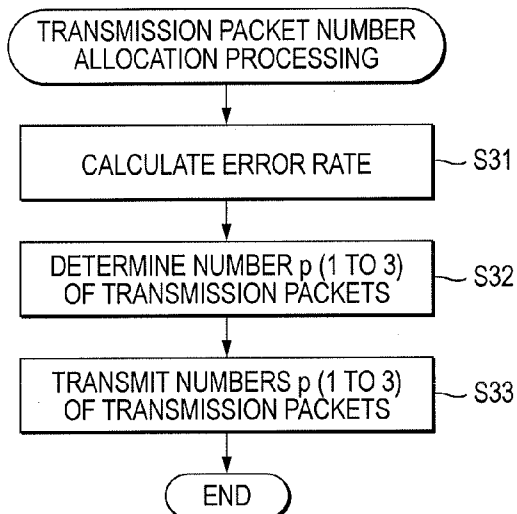 TRANSMISSION PACKET NUMBER
ALLOCATION PROCESSING
CALCULATE ERROR RATE
S31
DETERMINE NUMBER p (1 TO 3)
OF TRANSMISSION PACKETS
S32
TRANSMIT NUMBERS p (1 TO 3)
OF TRANSMISSION PACKETS
S33
END